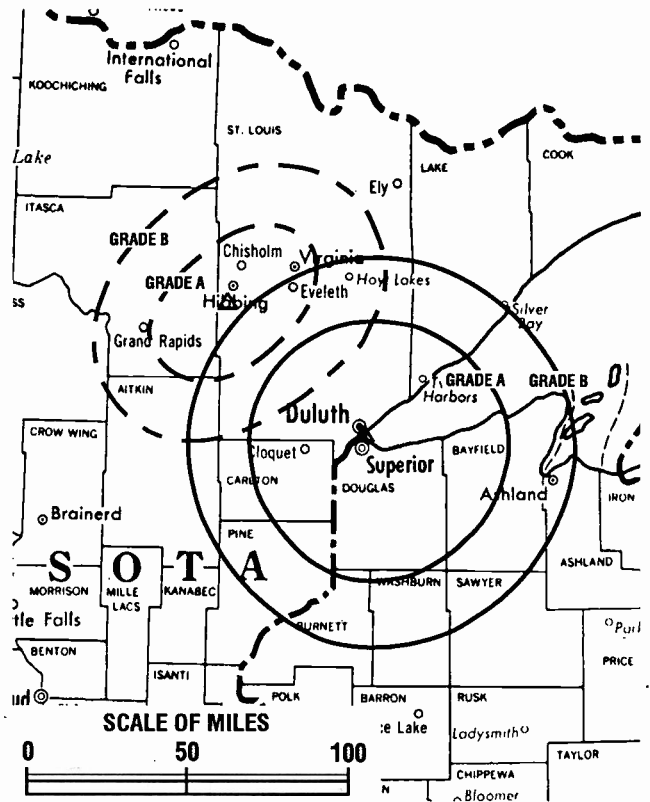 International
Falls
KOOCHICHING
ST. LOUIS
LAKE
COOK
Lake
Ely
ITASCA
GRADE B
Chisholm
Virginia
GRADE A
Hoyt Lakes
Hibbing
Eveleth
Silver
Bay
Grand Rapids
GRADE A
GRADE B
Harbors
AITKIN
Duluth
CROW WING
Cloquet
Superior
BAYFIELD
CARLTON
DOUGLAS
Ashland
IRON
Brainerd
PINE
ASHLAND
S O T A
MORRISON
MILLE
LACS
KANABEC
WASHBURN
SAWYER
tle Falls
BURNETT
BENTON
PRICE
ISANTI
POLK
BARRON
RUSK
SCALE OF MILES
ce Lake
Ladysmith
0 50 100
TAYLOR
CHIPPEWA
Bloomer